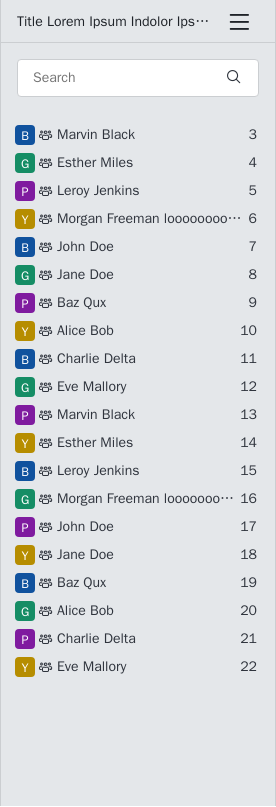 Title Lorem Ipsum Indolor Ips…
Search
B Marvin Black 3
G Esther Miles 4
P Leroy Jenkins 5
Y Morgan Freeman loooooooo… 6
B John Doe 7
G Jane Doe 8
P Baz Qux 9
Y Alice Bob 10
B Charlie Delta 11
G Eve Mallory 12
P Marvin Black 13
Y Esther Miles 14
B Leroy Jenkins 15
G Morgan Freeman looooooo… 16
P John Doe 17
Y Jane Doe 18
B Baz Qux 19
G Alice Bob 20
P Charlie Delta 21
Y Eve Mallory 22